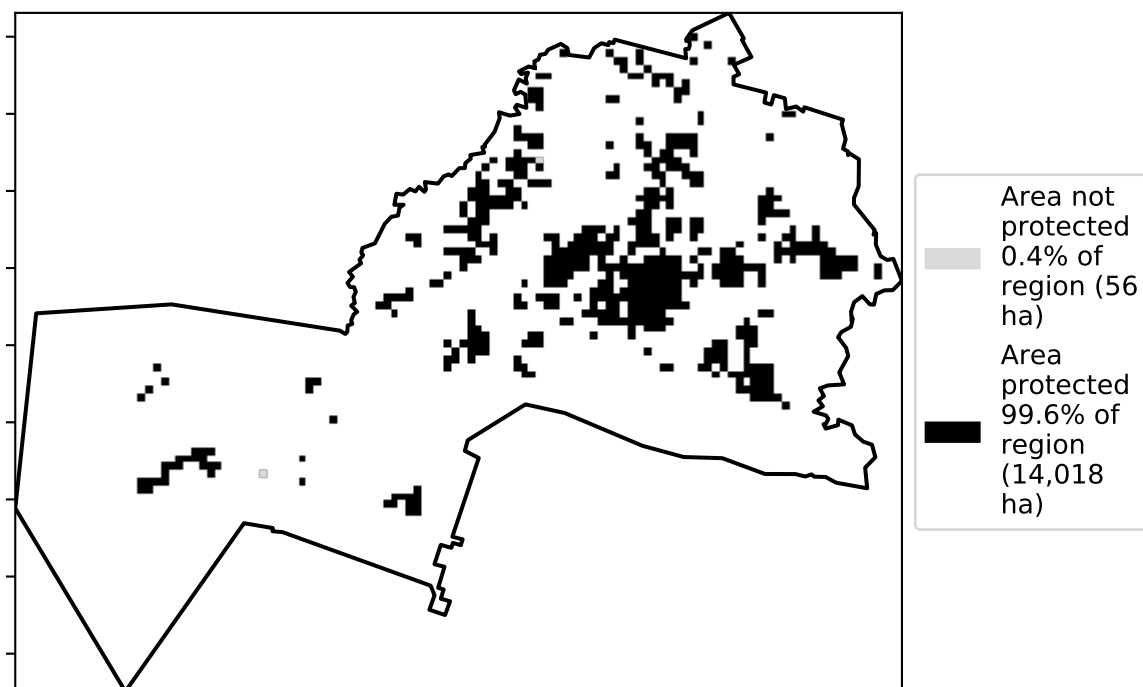 Area not
protected
0.4% of
region (56
ha)
Area
protected
99.6% of
region
(14,018
ha)